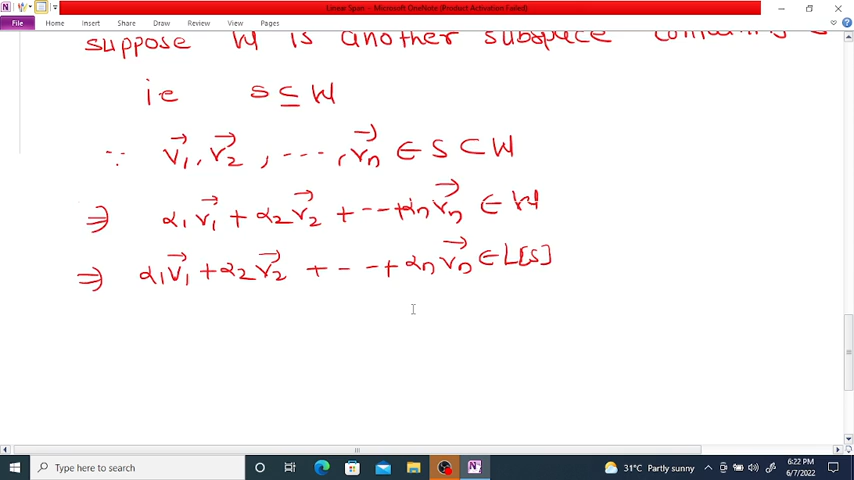 Linear Span - Microsoft OneNote (Product Activation Failed)
File Home Insert Share Draw Review View Pages
suppose W is another subspace containing S
ie S ⊆ W
∵ v⃗₁, v⃗₂, ..., v⃗ₙ ∈ S ⊂ W
⇒ α₁v⃗₁ + α₂v⃗₂ + --- + αₙv⃗ₙ ∈ W
⇒ α₁v⃗₁ + α₂v⃗₂ + --- + αₙv⃗ₙ ∈ L[S]
Type here to search
31°C Partly sunny
6:22 PM
6/7/2022